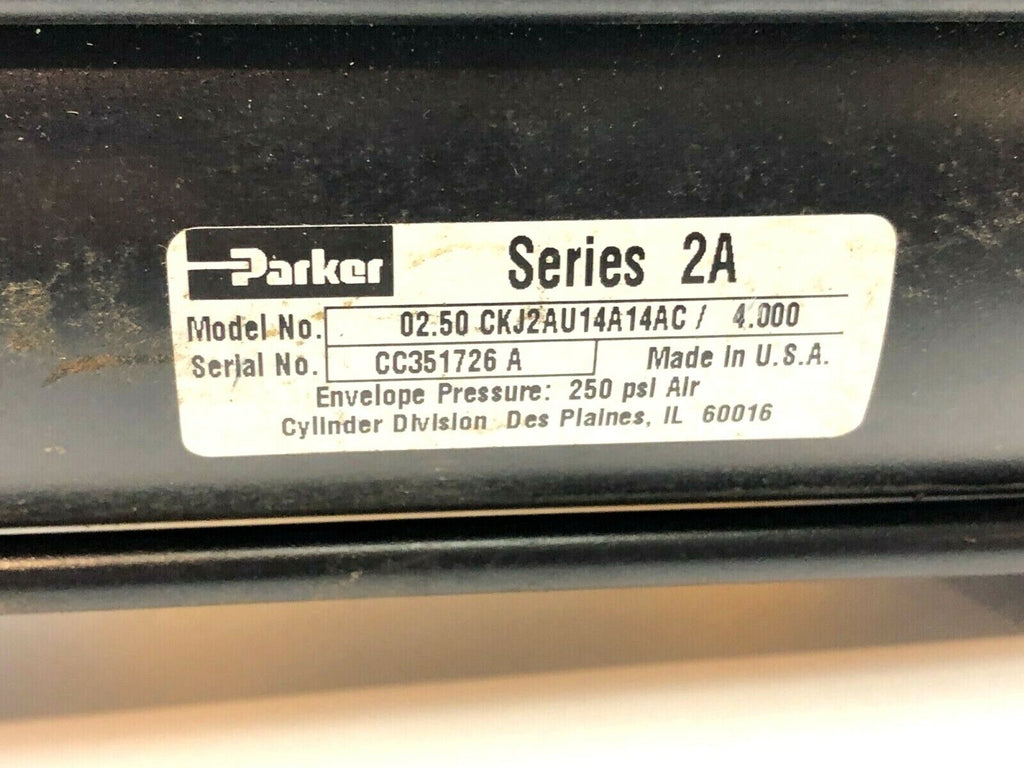 Parker Series 2A
Model No. 02.50 CKJ2AU14A14AC / 4.000
Serial No. CC351726 A Made In U.S.A.
Envelope Pressure: 250 psi Air
Cylinder Division Des Plaines, IL 60016